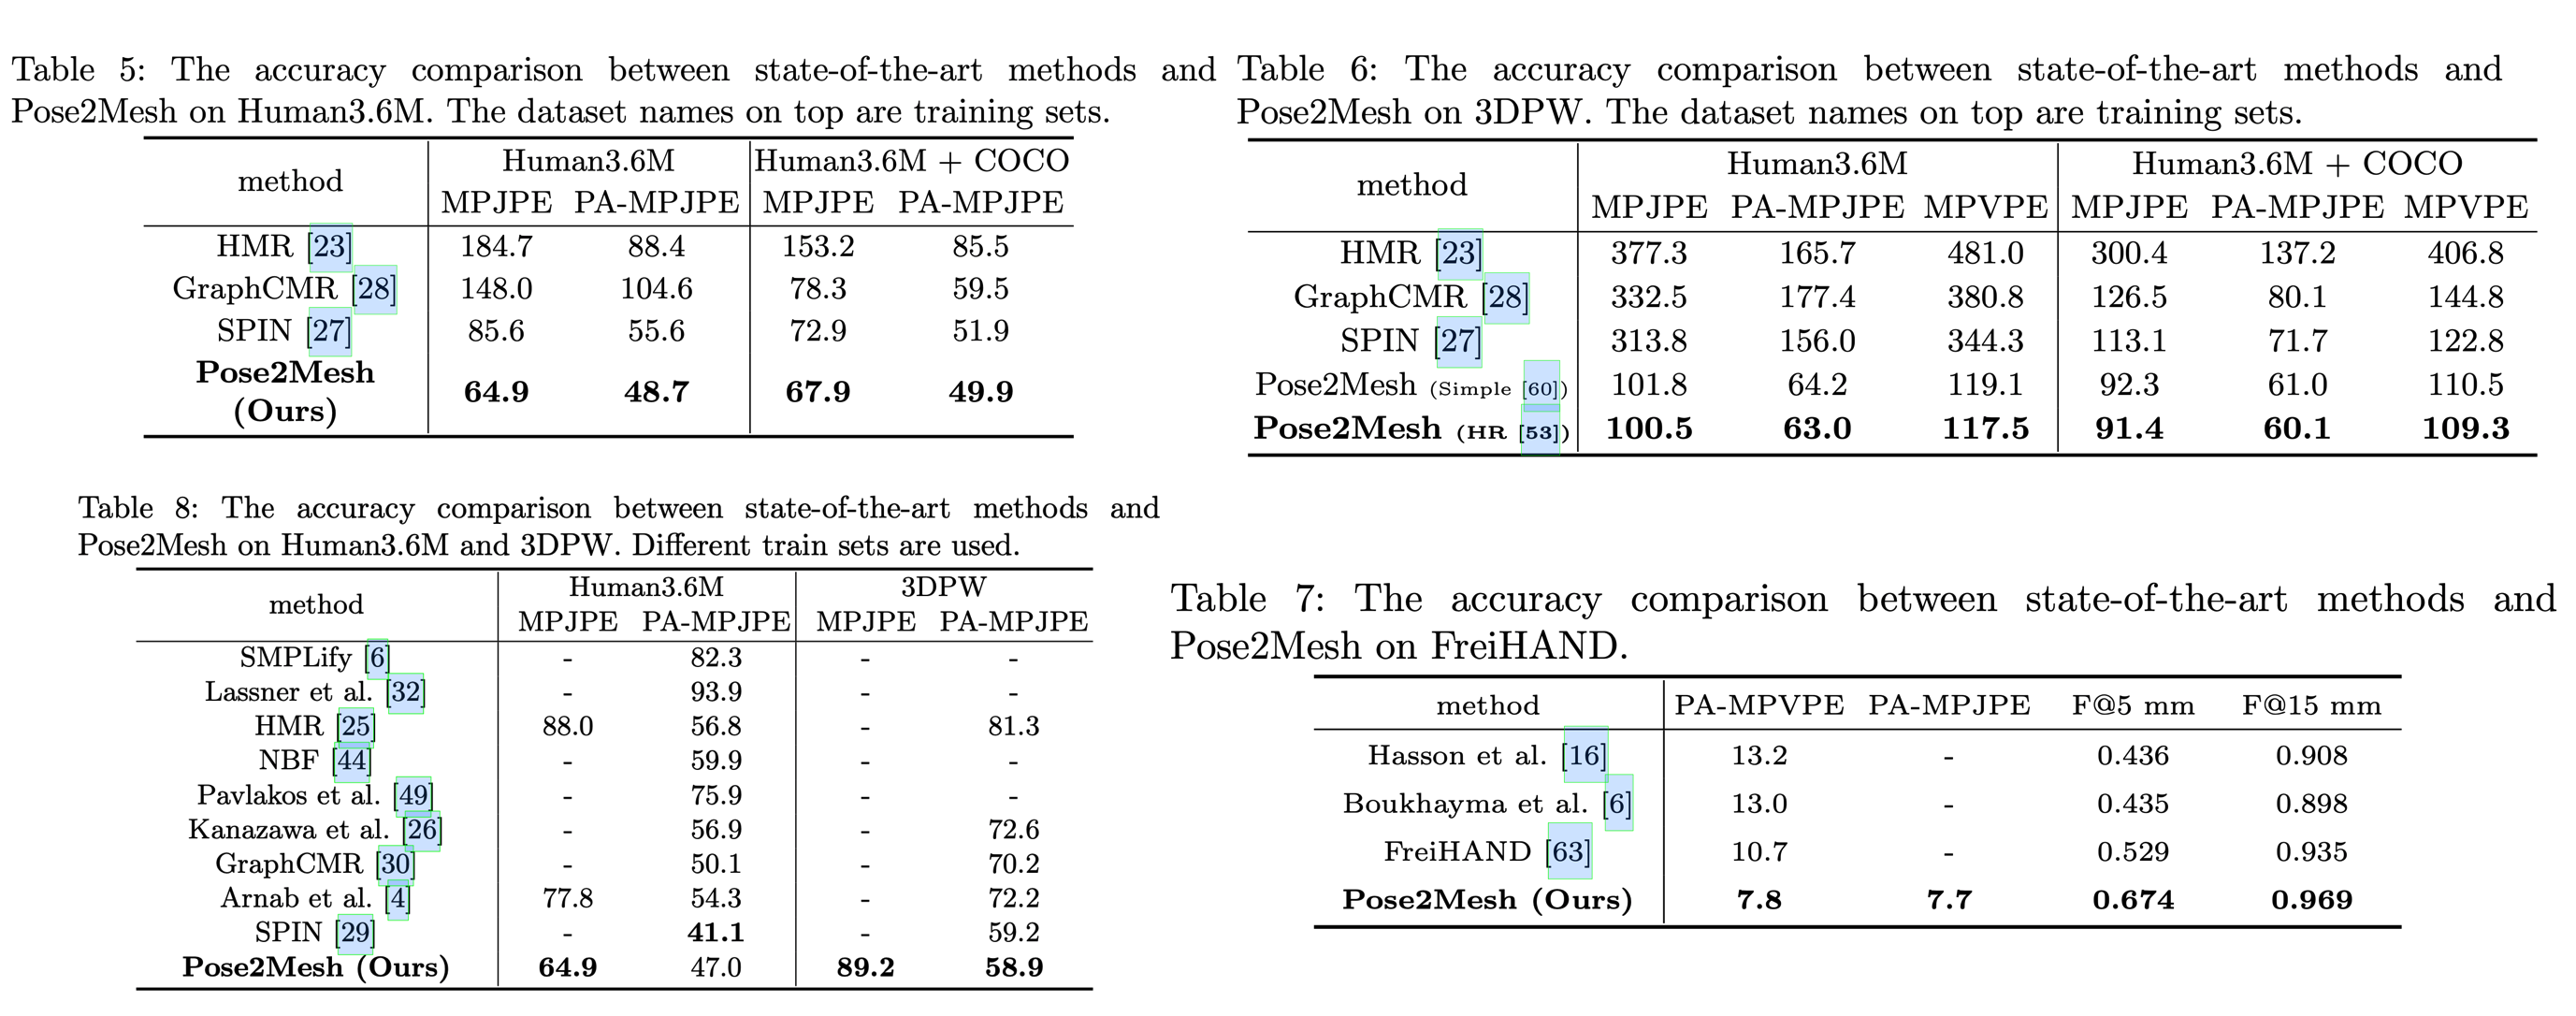 Table 5: The accuracy comparison between state-of-the-art methods and
Pose2Mesh on Human3.6M. The dataset names on top are training sets.
method Human3.6M Human3.6M + COCO
MPJPE PA-MPJPE MPJPE PA-MPJPE
HMR [23] 184.7 88.4 153.2 85.5
GraphCMR [28] 148.0 104.6 78.3 59.5
SPIN [27] 85.6 55.6 72.9 51.9
Pose2Mesh
(Ours) 64.9 48.7 67.9 49.9
Table 6: The accuracy comparison between state-of-the-art methods and
Pose2Mesh on 3DPW. The dataset names on top are training sets.
method Human3.6M Human3.6M + COCO
MPJPE PA-MPJPE MPVPE MPJPE PA-MPJPE MPVPE
HMR [23] 377.3 165.7 481.0 300.4 137.2 406.8
GraphCMR [28] 332.5 177.4 380.8 126.5 80.1 144.8
SPIN [27] 313.8 156.0 344.3 113.1 71.7 122.8
Pose2Mesh (Simple [60]) 101.8 64.2 119.1 92.3 61.0 110.5
Pose2Mesh (HR [53]) 100.5 63.0 117.5 91.4 60.1 109.3
Table 8: The accuracy comparison between state-of-the-art methods and
Pose2Mesh on Human3.6M and 3DPW. Different train sets are used.
method Human3.6M 3DPW
MPJPE PA-MPJPE MPJPE PA-MPJPE
SMPLify [6] - 82.3 - -
Lassner et al. [32] - 93.9 - -
HMR [25] 88.0 56.8 - 81.3
NBF [44] - 59.9 - -
Pavlakos et al. [49] - 75.9 - -
Kanazawa et al. [26] - 56.9 - 72.6
GraphCMR [30] - 50.1 - 70.2
Arnab et al. [4] 77.8 54.3 - 72.2
SPIN [29] - 41.1 - 59.2
Pose2Mesh (Ours) 64.9 47.0 89.2 58.9
Table 7: The accuracy comparison between state-of-the-art methods and
Pose2Mesh on FreiHAND.
method PA-MPVPE PA-MPJPE F@5 mm F@15 mm
Hasson et al. [16] 13.2 - 0.436 0.908
Boukhayma et al. [6] 13.0 - 0.435 0.898
FreiHAND [63] 10.7 - 0.529 0.935
Pose2Mesh (Ours) 7.8 7.7 0.674 0.969